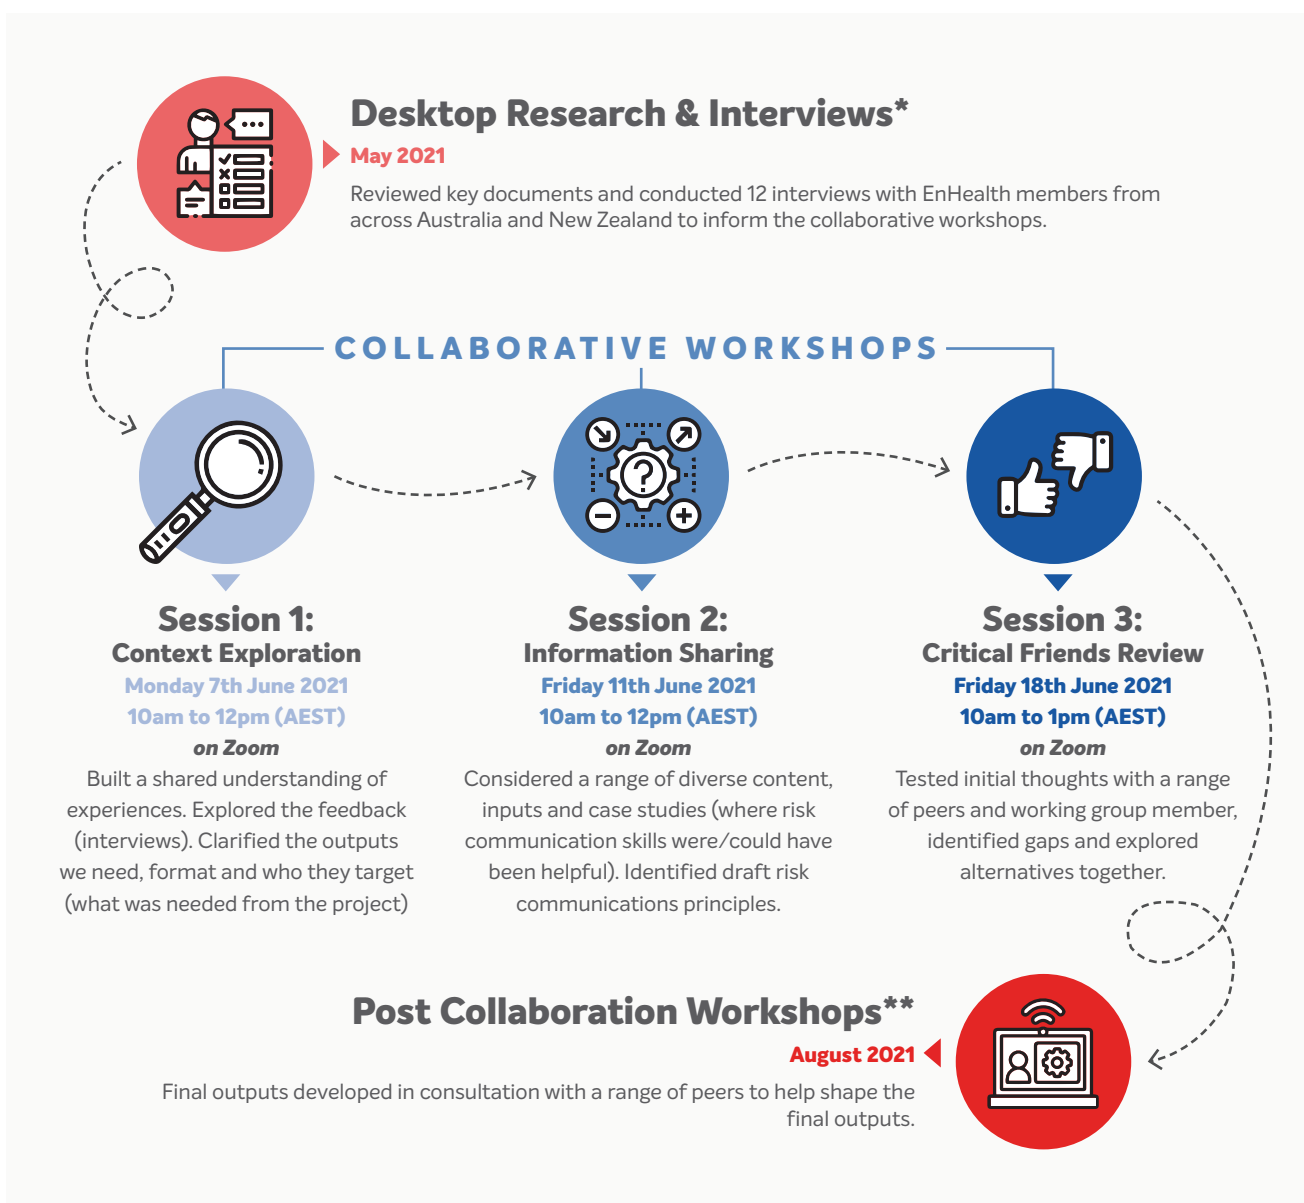 Desktop Research & Interviews*
May 2021
Reviewed key documents and conducted 12 interviews with EnHealth members from
across Australia and New Zealand to inform the collaborative workshops.
COLLABORATIVE WORKSHOPS
Session 1:
Context Exploration
Monday 7th June 2021
10am to 12pm (AEST)
on Zoom
Built a shared understanding of
experiences. Explored the feedback
(interviews). Clarified the outputs
we need, format and who they target
(what was needed from the project)
Session 2:
Information Sharing
Friday 11th June 2021
10am to 12pm (AEST)
on Zoom
Considered a range of diverse content,
inputs and case studies (where risk
communication skills were/could have
been helpful). Identified draft risk
communications principles.
Session 3:
Critical Friends Review
Friday 18th June 2021
10am to 1pm (AEST)
on Zoom
Tested initial thoughts with a range
of peers and working group member,
identified gaps and explored
alternatives together.
Post Collaboration Workshops**
August 2021
Final outputs developed in consultation with a range of peers to help shape the
final outputs.